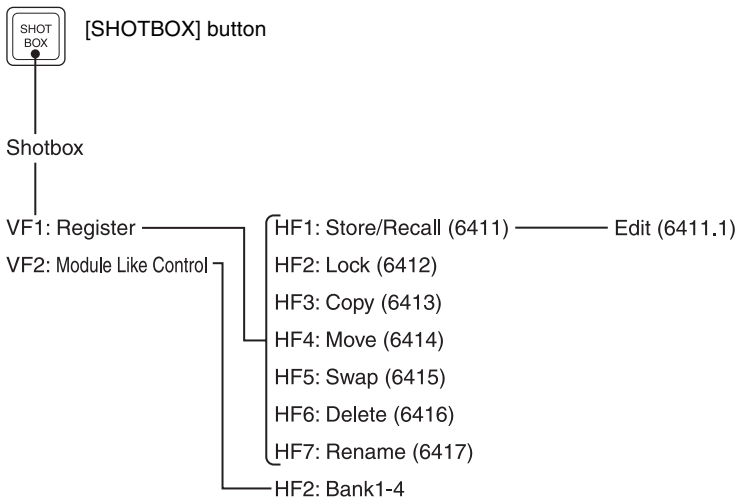 SHOT
BOX
[SHOTBOX] button
Shotbox
VF1: Register
HF1: Store/Recall (6411)
Edit (6411.1)
VF2: Module Like Control
HF2: Lock (6412)
HF3: Copy (6413)
HF4: Move (6414)
HF5: Swap (6415)
HF6: Delete (6416)
HF7: Rename (6417)
HF2: Bank1-4